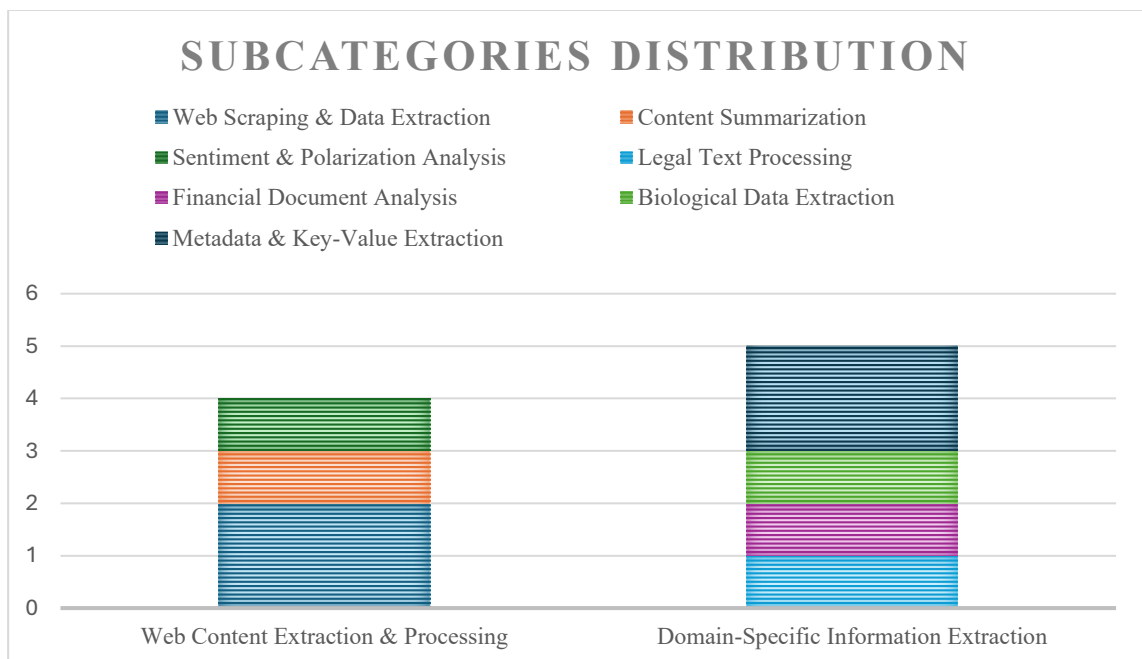 SUBCATEGORIES DISTRIBUTION
Web Scraping & Data Extraction
Content Summarization
Sentiment & Polarization Analysis
Legal Text Processing
Financial Document Analysis
Biological Data Extraction
Metadata & Key-Value Extraction
6
5
4
3
2
1
0
Web Content Extraction & Processing
Domain-Specific Information Extraction